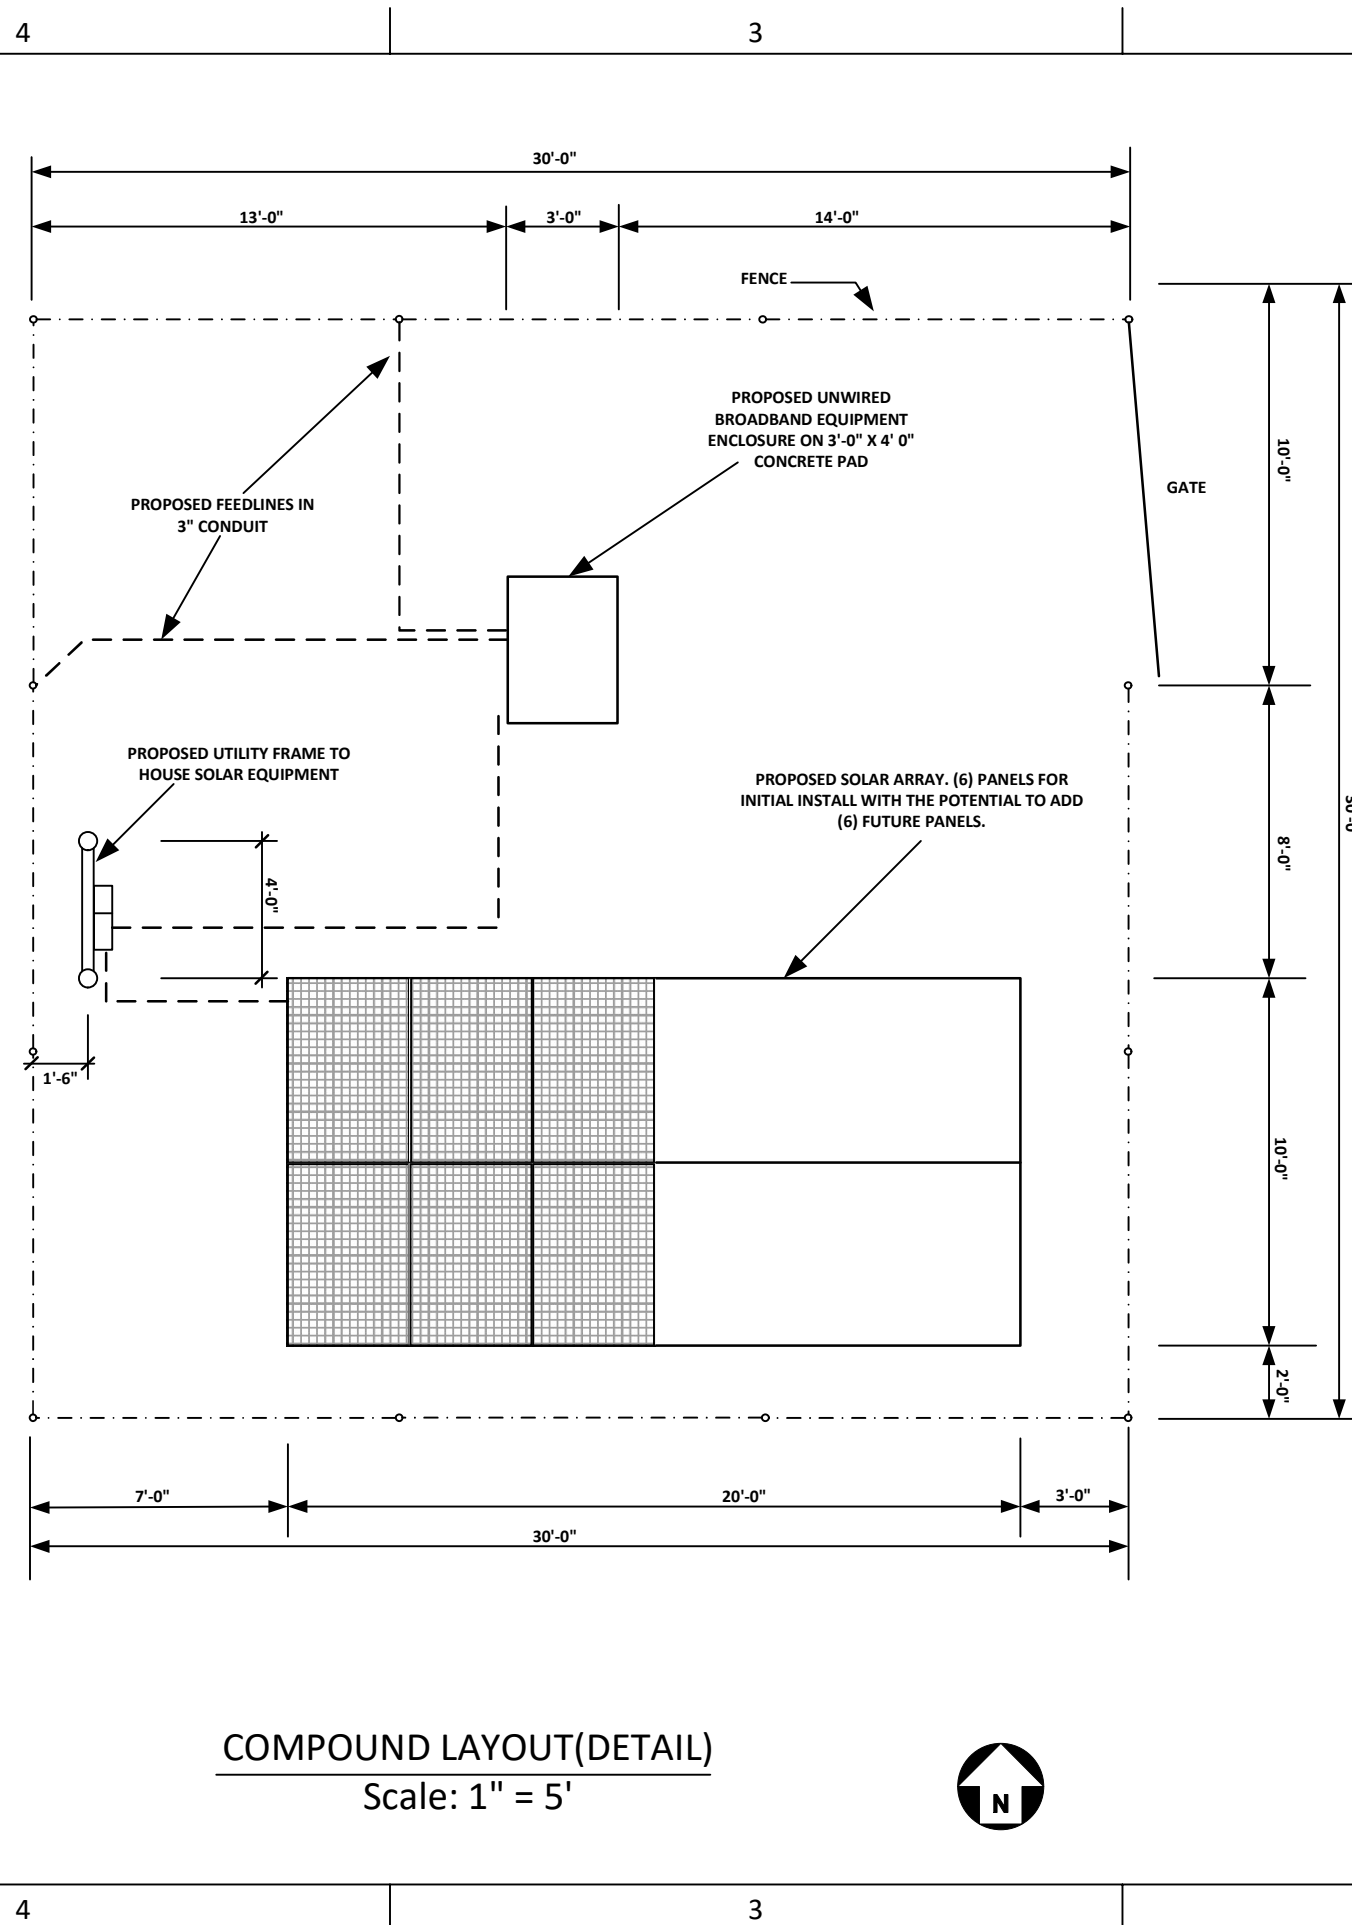 4
3
30'-0"
13'-0"
3'-0"
14'-0"
FENCE
PROPOSED UNWIRED
BROADBAND EQUIPMENT
ENCLOSURE ON 3'-0" X 4' 0"
CONCRETE PAD
10'-0"
GATE
PROPOSED FEEDLINES IN
3" CONDUIT
PROPOSED UTILITY FRAME TO
HOUSE SOLAR EQUIPMENT
PROPOSED SOLAR ARRAY. (6) PANELS FOR
INITIAL INSTALL WITH THE POTENTIAL TO ADD
(6) FUTURE PANELS.
8'-0"
4'-0"
1'-6"
10'-0"
2'-0"
7'-0"
20'-0"
3'-0"
30'-0"
COMPOUND LAYOUT(DETAIL)
Scale: 1" = 5'
N
4
3